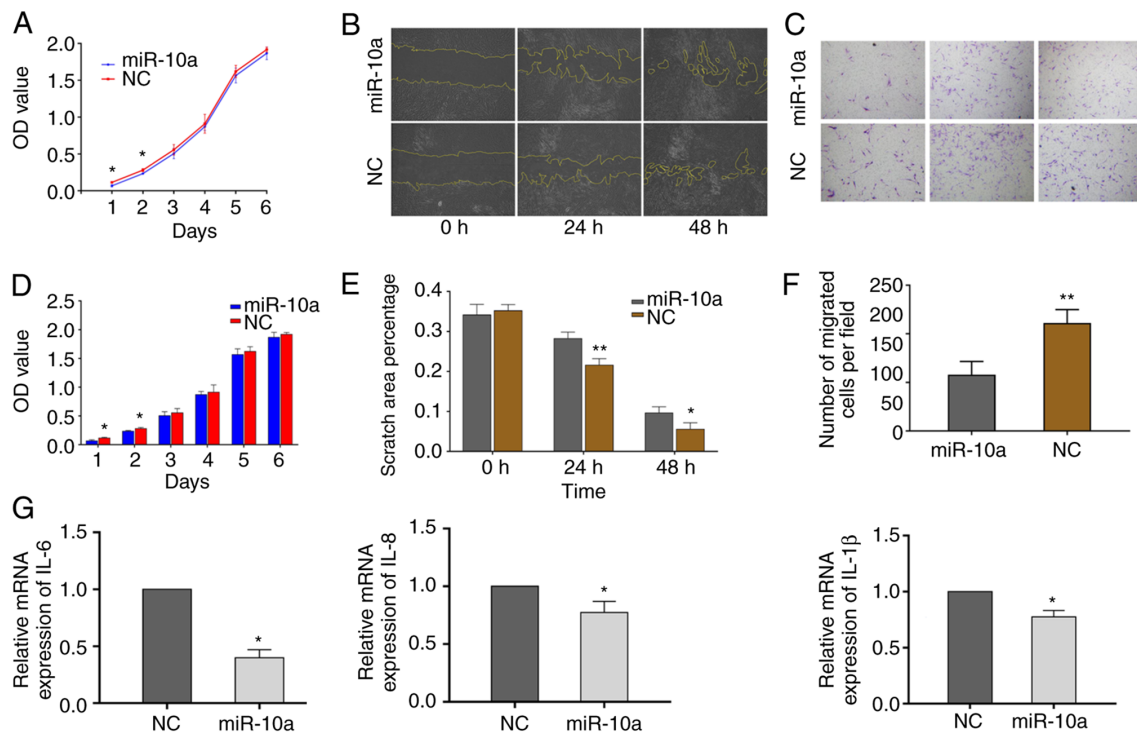 A
2.0
1.5
1.0
0.5
0.0
OD value
miR-10a
NC
*
*
1 2 3 4 5 6
Days
B
miR-10a
NC
0 h 24 h 48 h
C
miR-10a
NC
D
2.5
2.0
1.5
1.0
0.5
0.0
OD value
miR-10a
NC
*
*
1 2 3 4 5 6
Days
E
0.4
0.3
0.2
0.1
0.0
Scratch area percentage
miR-10a
NC
**
*
0 h 24 h 48 h
Time
F
250
200
150
100
50
0
Number of migrated
cells per field
**
miR-10a NC
G
1.5
1.0
0.5
0.0
Relative mRNA
expression of IL-6
*
NC miR-10a
1.5
1.0
0.5
0.0
Relative mRNA
expression of IL-8
*
NC miR-10a
1.5
1.0
0.5
0.0
Relative mRNA
expression of IL-1β
*
NC miR-10a